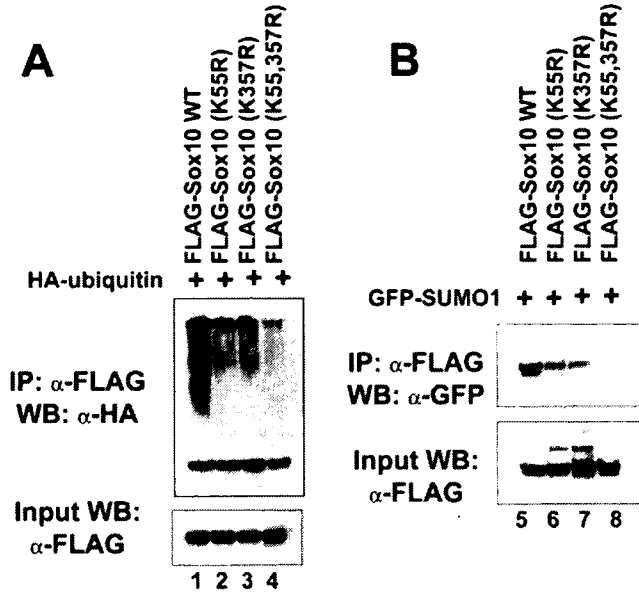 A
FLAG-Sox10 WT
FLAG-Sox10 (K55R)
FLAG-Sox10 (K357R)
FLAG-Sox10 (K55,357R)
HA-ubiquitin + + + +
IP: α-FLAG
WB: α-HA
Input WB:
α-FLAG
1 2 3 4
B
FLAG-Sox10 WT
FLAG-Sox10 (K55R)
FLAG-Sox10 (K357R)
FLAG-Sox10 (K55,357R)
GFP-SUMO1 + + + +
IP: α-FLAG
WB: α-GFP
Input WB:
α-FLAG
5 6 7 8